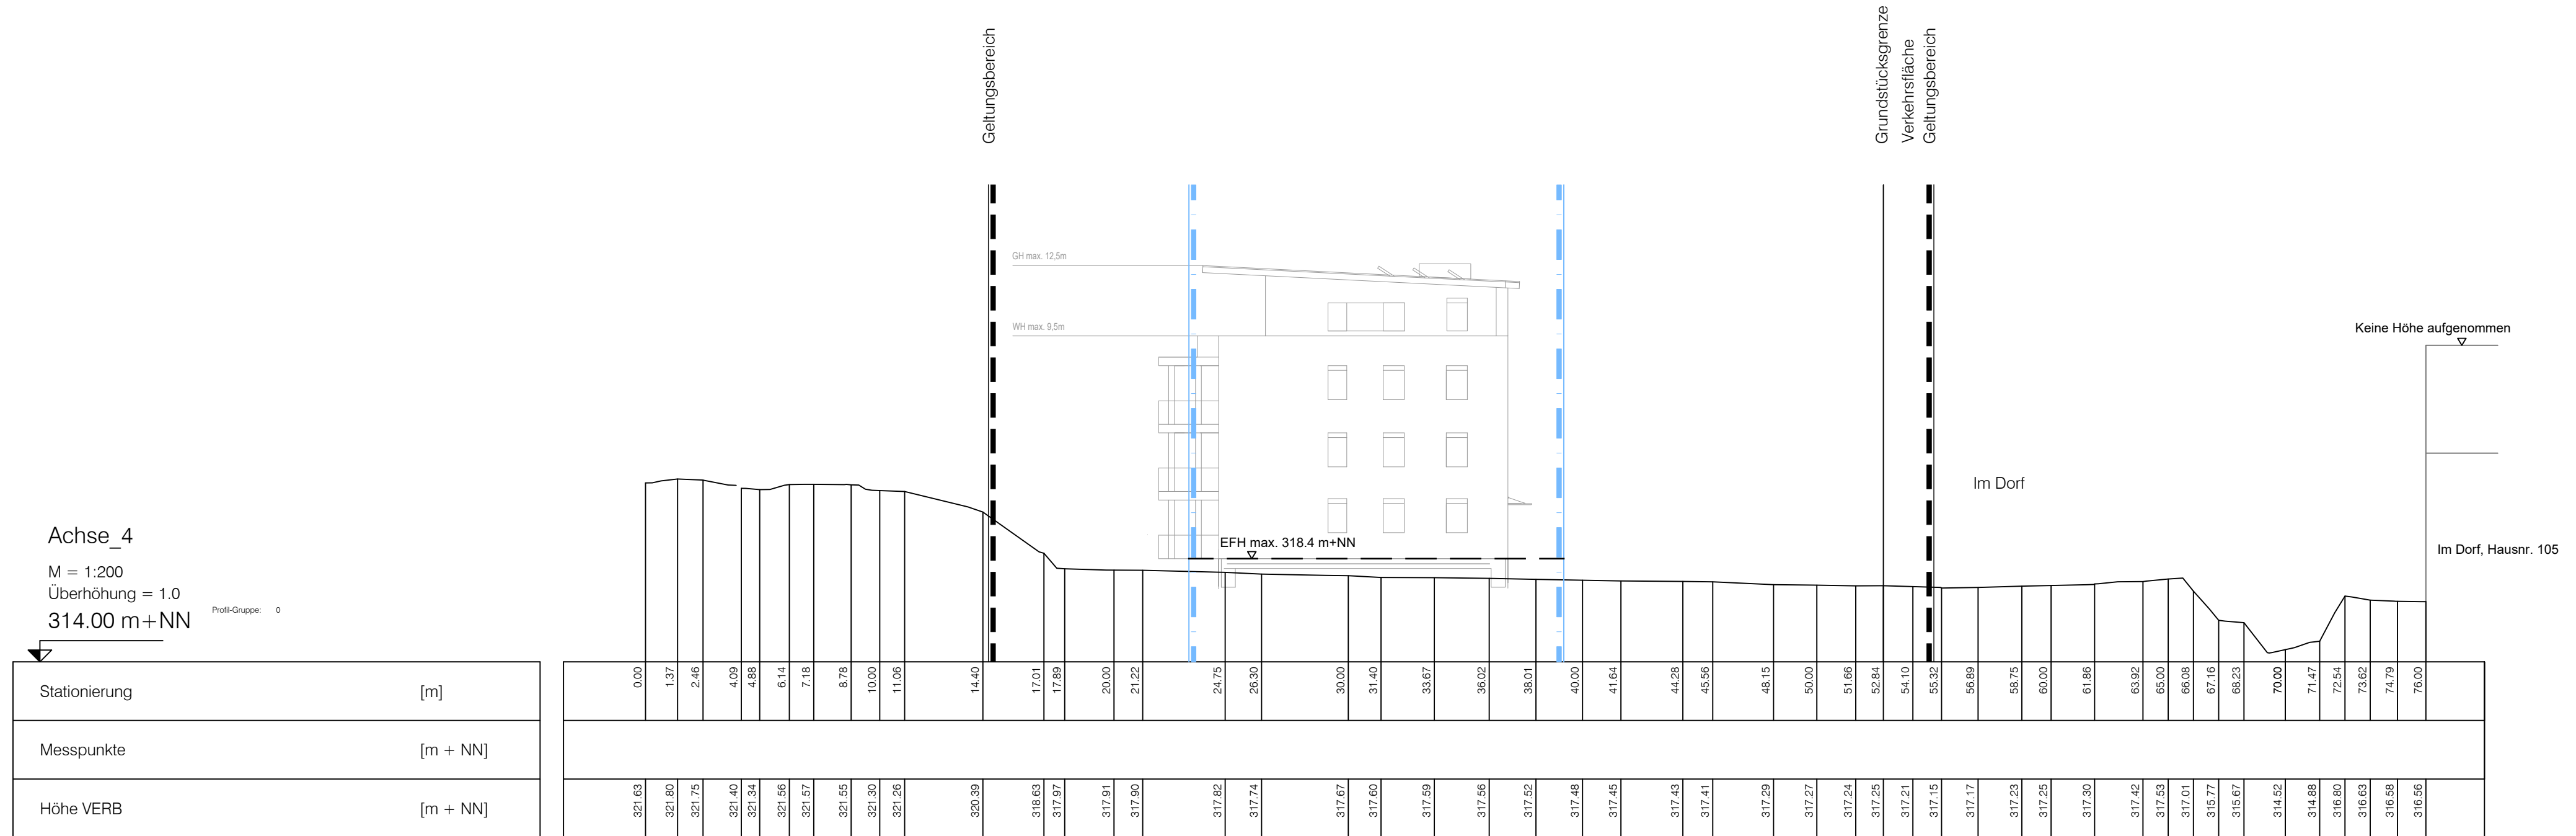 Geltungsbereich
Grundstücksgrenze
Verkehrsfläche
Geltungsbereich
GH max. 12,5m
WH max. 9,5m
Keine Höhe aufgenommen
Im Dorf
EFH max. 318.4 m+NN
Im Dorf, Hausnr. 105
Achse_4
M = 1:200
Überhöhung = 1.0
314.00 m+NN
Profil-Gruppe: 0
Stationierung [m]
0.00 1.37 2.46 4.09 4.88 6.14 7.18 8.78 10.00 11.06 14.40 17.01 17.89 20.00 21.22 24.75 26.30 30.00 31.40 33.67 36.02 38.01 40.00 41.64 44.28 45.56 48.15 50.00 51.66 52.84 54.10 55.32 56.89 58.75 60.00 61.86 63.92 65.00 66.08 67.16 68.23 70.00 71.47 72.54 73.62 74.79 76.00
Messpunkte [m + NN]
Höhe VERB [m + NN]
321.63 321.80 321.75 321.40 321.34 321.56 321.57 321.55 321.30 321.26 320.39 318.63 317.97 317.91 317.90 317.82 317.74 317.67 317.60 317.59 317.56 317.52 317.48 317.45 317.43 317.41 317.29 317.27 317.24 317.25 317.21 317.15 317.17 317.23 317.25 317.30 317.42 317.53 317.01 315.77 315.67 314.52 314.88 316.80 316.63 316.58 316.56